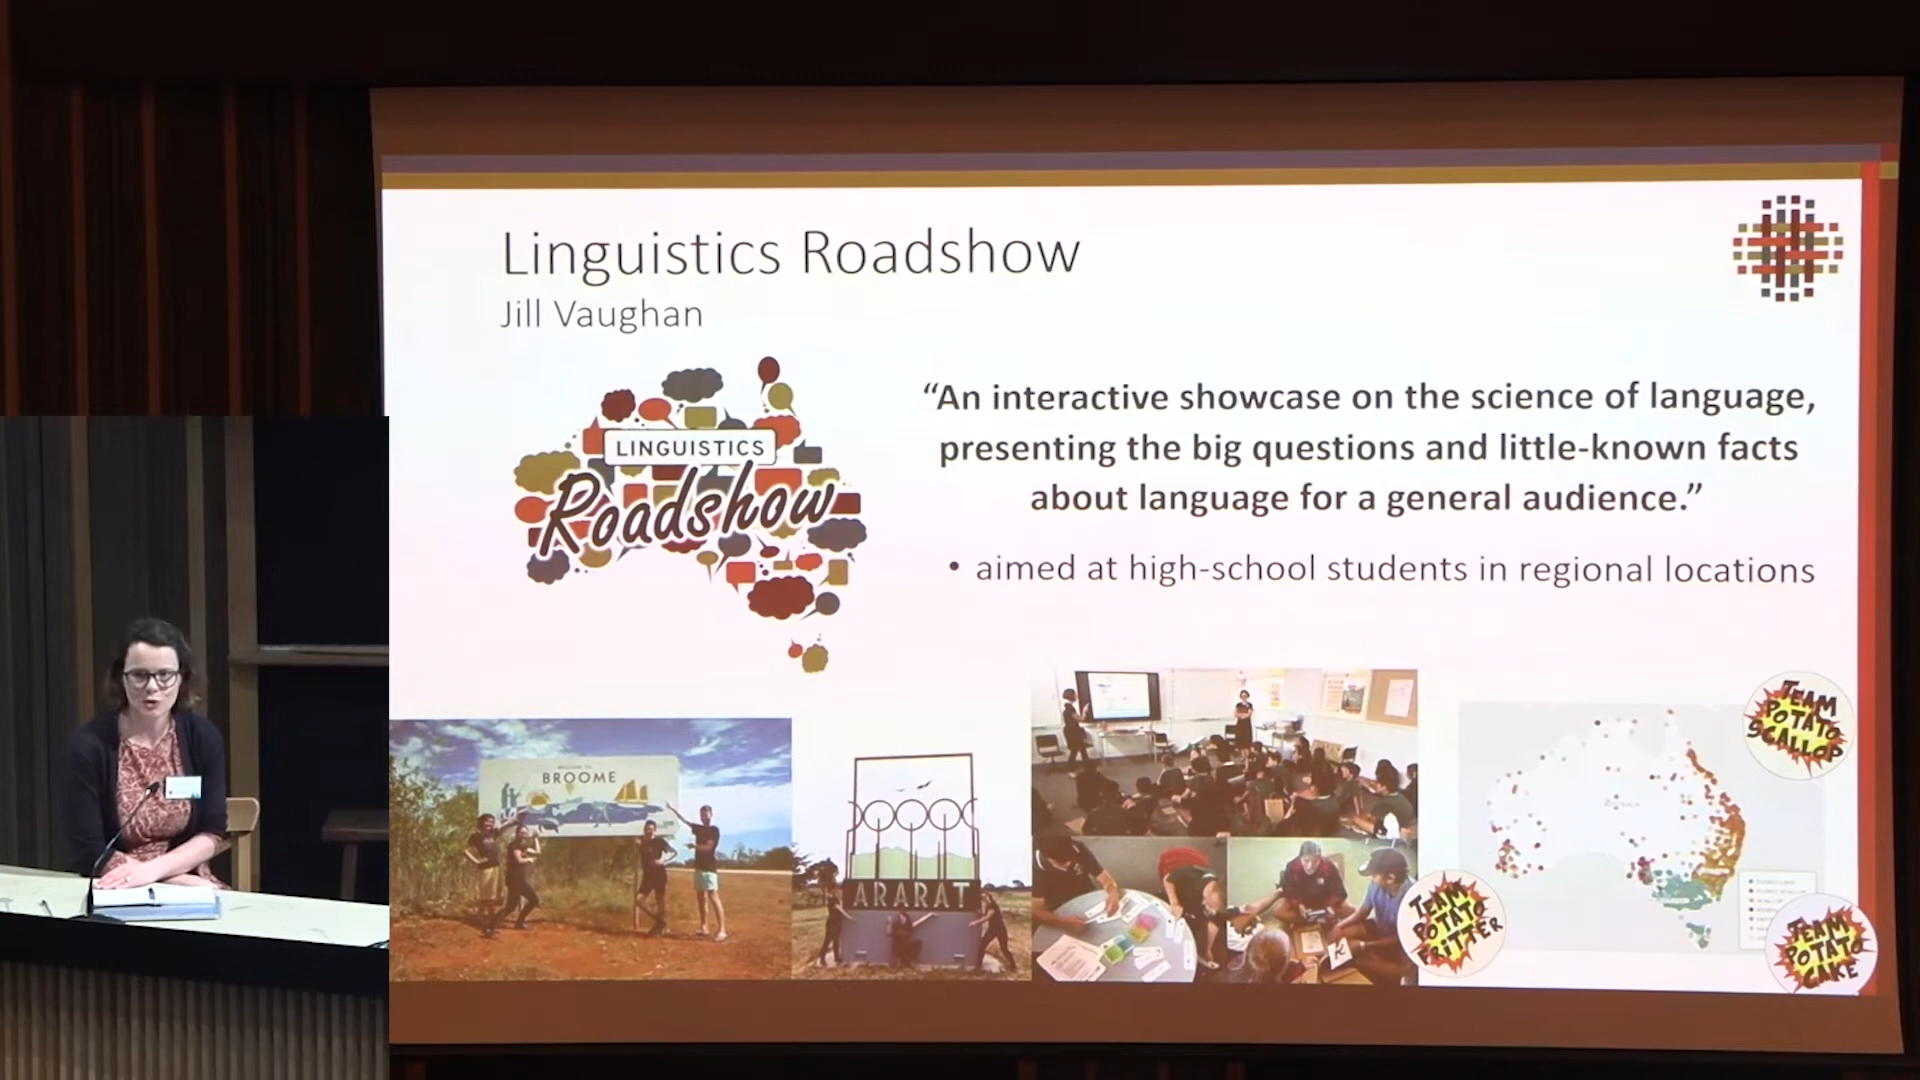 Linguistics Roadshow
Jill Vaughan
LINGUISTICS
Roadshow
“An interactive showcase on the science of language,
presenting the big questions and little-known facts
about language for a general audience.”
• aimed at high-school students in regional locations
WELCOME TO
BROOME
ARARAT
TEAM
POTATO
SCALLOP
TEAM
POTATO
FRITTER
TEAM
POTATO
CAKE